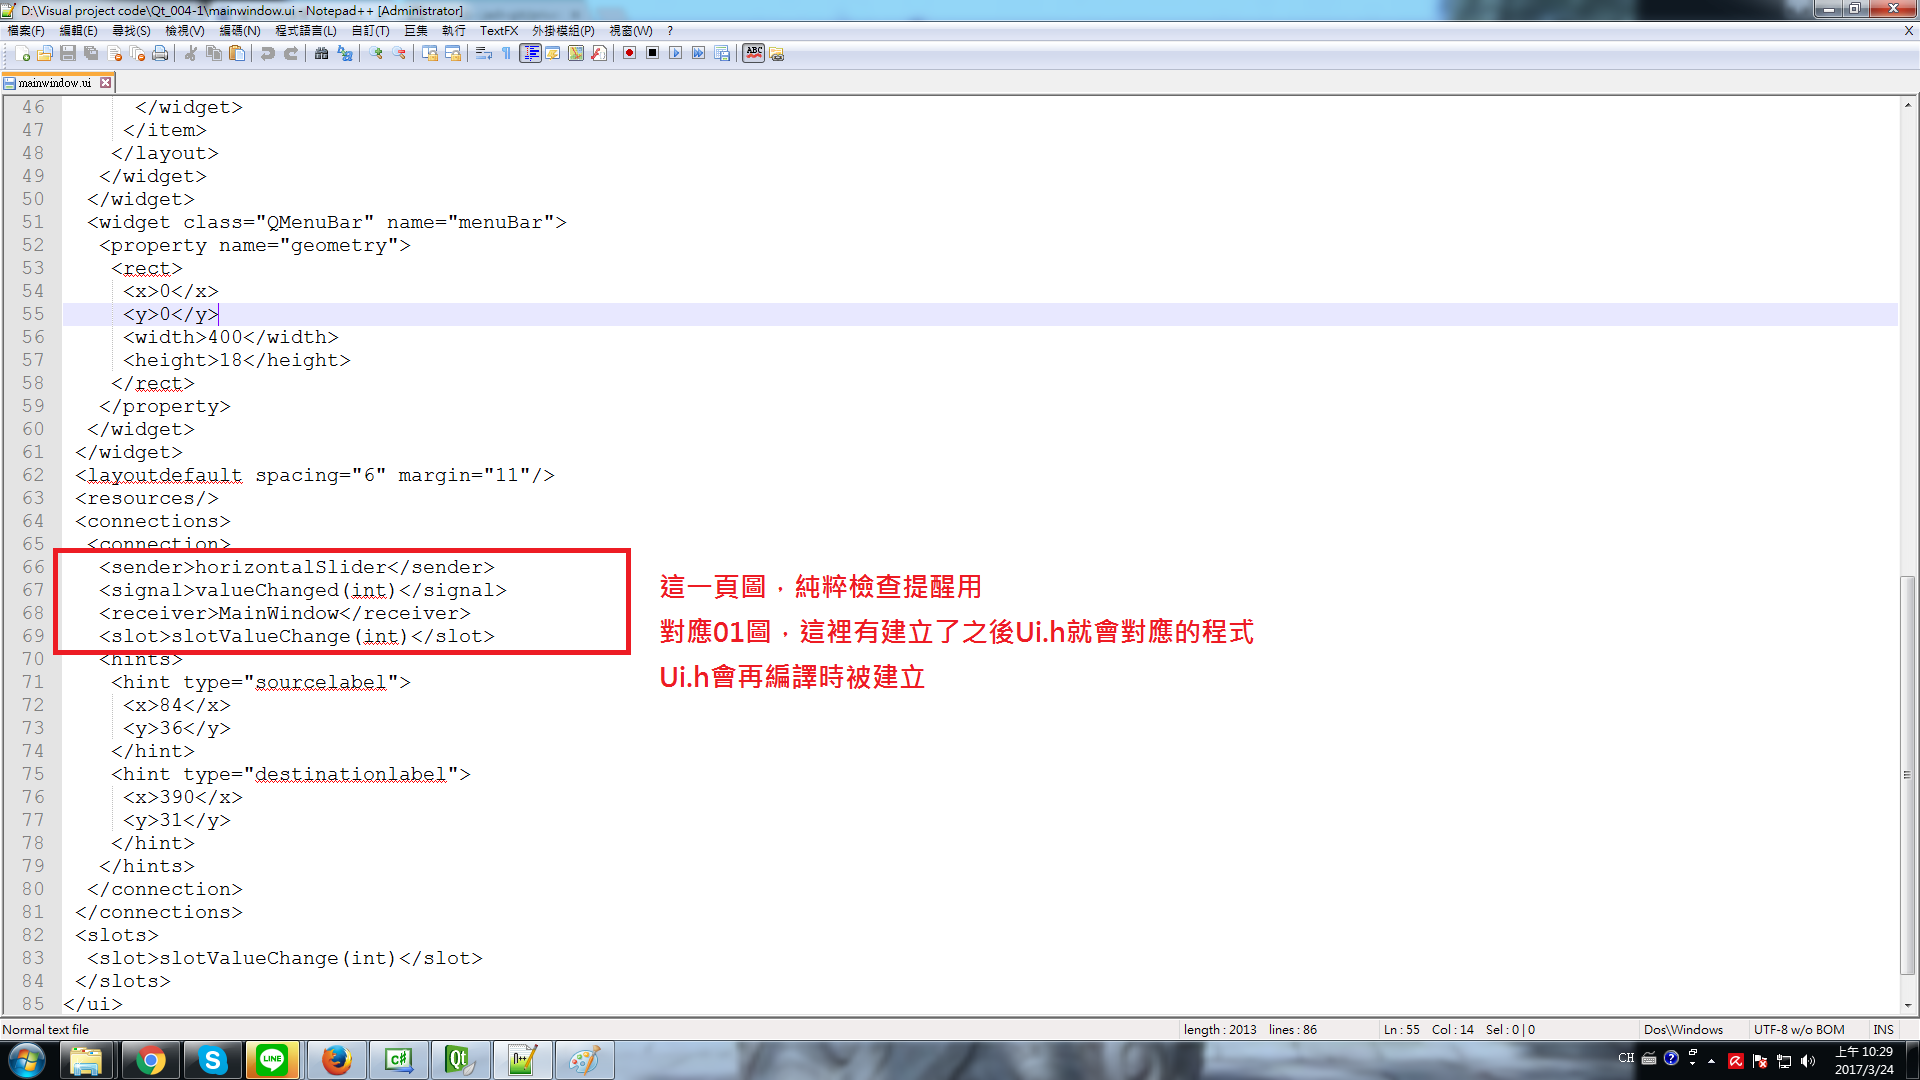 D:\Visual project code\Qt_004-1\mainwindow.ui - Notepad++ [Administrator]
檔案(F) 編輯(E) 尋找(S) 檢視(V) 編碼(N) 程式語言(L) 自訂(T) 巨集 執行 TextFX 外掛模組(P) 視窗(W) ? X
ABC
mainwindow.ui
46 </widget>
47 </item>
48 </layout>
49 </widget>
50 </widget>
51 <widget class="QMenuBar" name="menuBar">
52 <property name="geometry">
53 <rect>
54 <x>0</x>
55 <y>0</y>
56 <width>400</width>
57 <height>18</height>
58 </rect>
59 </property>
60 </widget>
61 </widget>
62 <layoutdefault spacing="6" margin="11"/>
63 <resources/>
64 <connections>
65 <connection>
66 <sender>horizontalSlider</sender>
67 <signal>valueChanged(int)</signal>
68 <receiver>MainWindow</receiver>
69 <slot>slotValueChange(int)</slot>
70 <hints>
71 <hint type="sourcelabel">
72 <x>84</x>
73 <y>36</y>
74 </hint>
75 <hint type="destinationlabel">
76 <x>390</x>
77 <y>31</y>
78 </hint>
79 </hints>
80 </connection>
81 </connections>
82 <slots>
83 <slot>slotValueChange(int)</slot>
84 </slots>
85 </ui>
這一頁圖，純粹檢查提醒用
對應01圖，這裡有建立了之後Ui.h就會對應的程式
Ui.h會再編譯時被建立
Normal text file length : 2013 lines : 86 Ln : 55 Col : 14 Sel : 0 | 0 Dos\Windows UTF-8 w/o BOM INS
LINE C# Qt CH 上午 10:29
2017/3/24